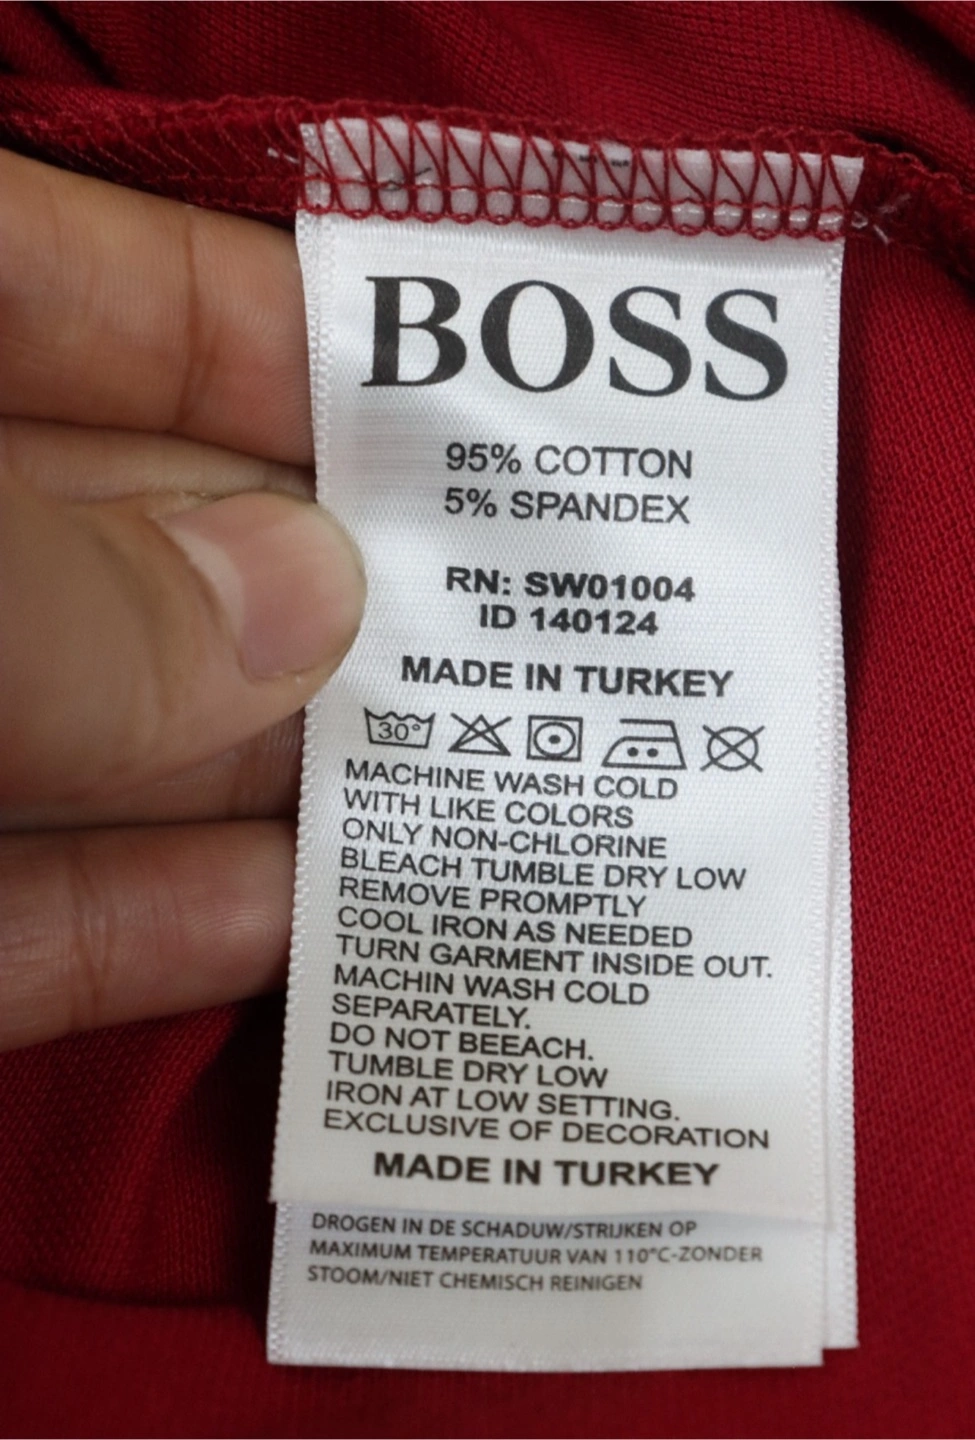 BOSS
95% COTTON
5% SPANDEX
RN: SW01004
ID 140124
MADE IN TURKEY
30°
MACHINE WASH COLD
WITH LIKE COLORS
ONLY NON-CHLORINE
BLEACH TUMBLE DRY LOW
REMOVE PROMPTLY
COOL IRON AS NEEDED
TURN GARMENT INSIDE OUT.
MACHIN WASH COLD
SEPARATELY.
DO NOT BEEACH.
TUMBLE DRY LOW
IRON AT LOW SETTING.
EXCLUSIVE OF DECORATION
MADE IN TURKEY
DROGEN IN DE SCHADUW/STRIJKEN OP
MAXIMUM TEMPERATUUR VAN 110°C-ZONDER
STOOM/NIET CHEMISCH REINIGEN